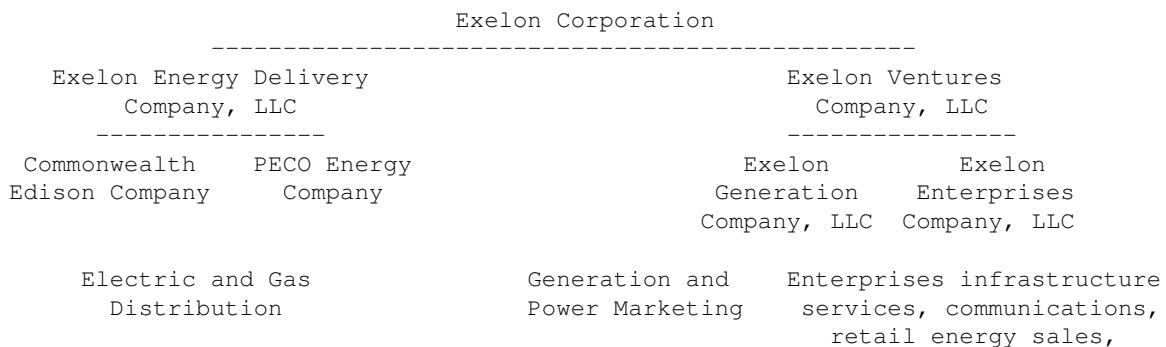 Exelon Corporation
-------------------------------------------------
Exelon Energy Delivery Exelon Ventures
Company, LLC Company, LLC
---------------- ----------------
Commonwealth PECO Energy Exelon Exelon
Edison Company Company Generation Enterprises
Company, LLC Company, LLC
Electric and Gas Generation and Enterprises infrastructure
Distribution Power Marketing services, communications,
retail energy sales,